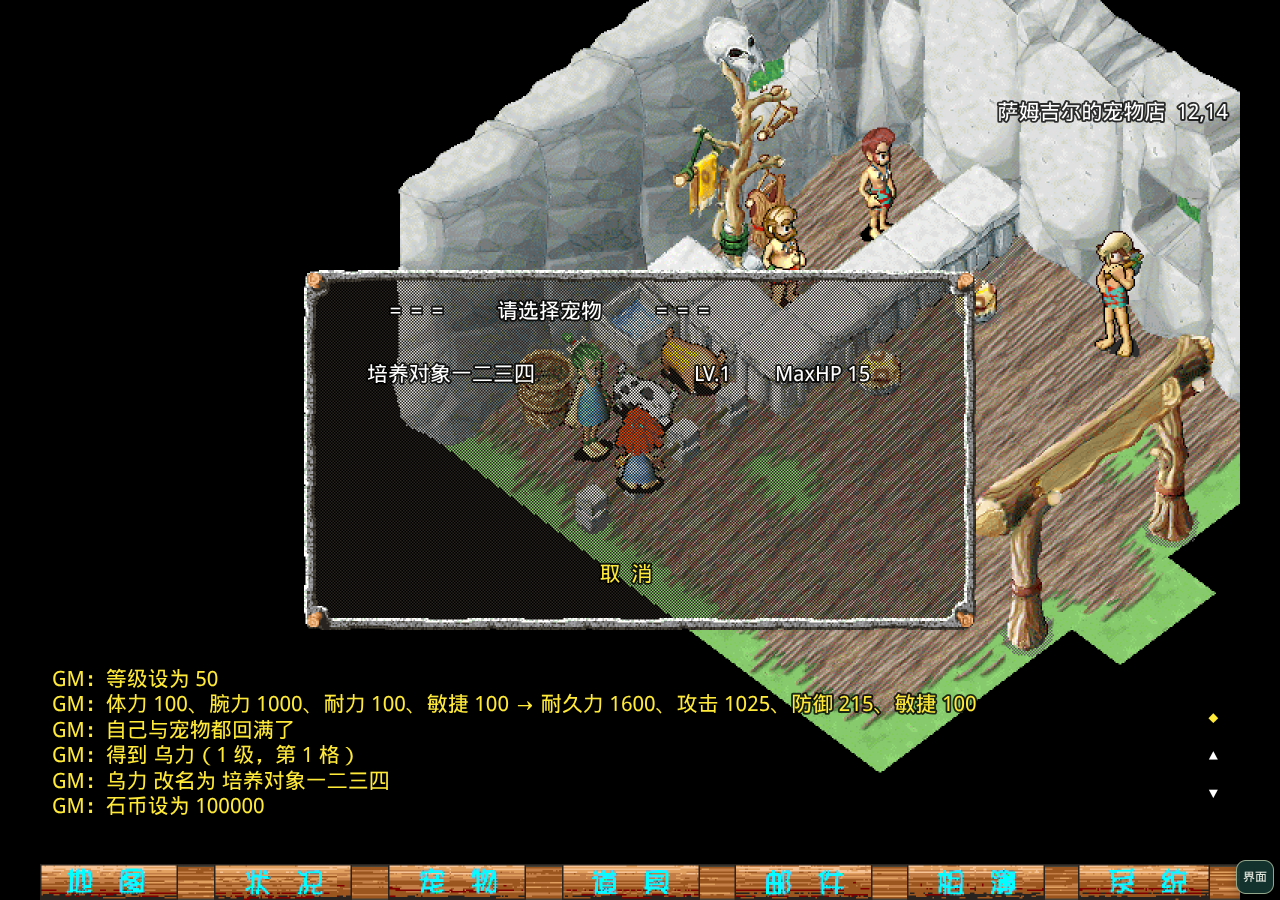 萨姆吉尔的宠物店 12,14
= = = 请选择宠物 = = =
培养对象一二三四 LV.1 MaxHP 15
取 消
GM：等级设为 50
GM：体力 100、腕力 1000、耐力 100、敏捷 100 → 耐久力 1600、攻击 1025、防御 215、敏捷 100
GM：自己与宠物都回满了
GM：得到 乌力（1 级，第 1 格）
GM：乌力 改名为 培养对象一二三四
GM：石币设为 100000
地 图 状 况 宠 物 道 具 邮 件 相 簿 系 统
界面